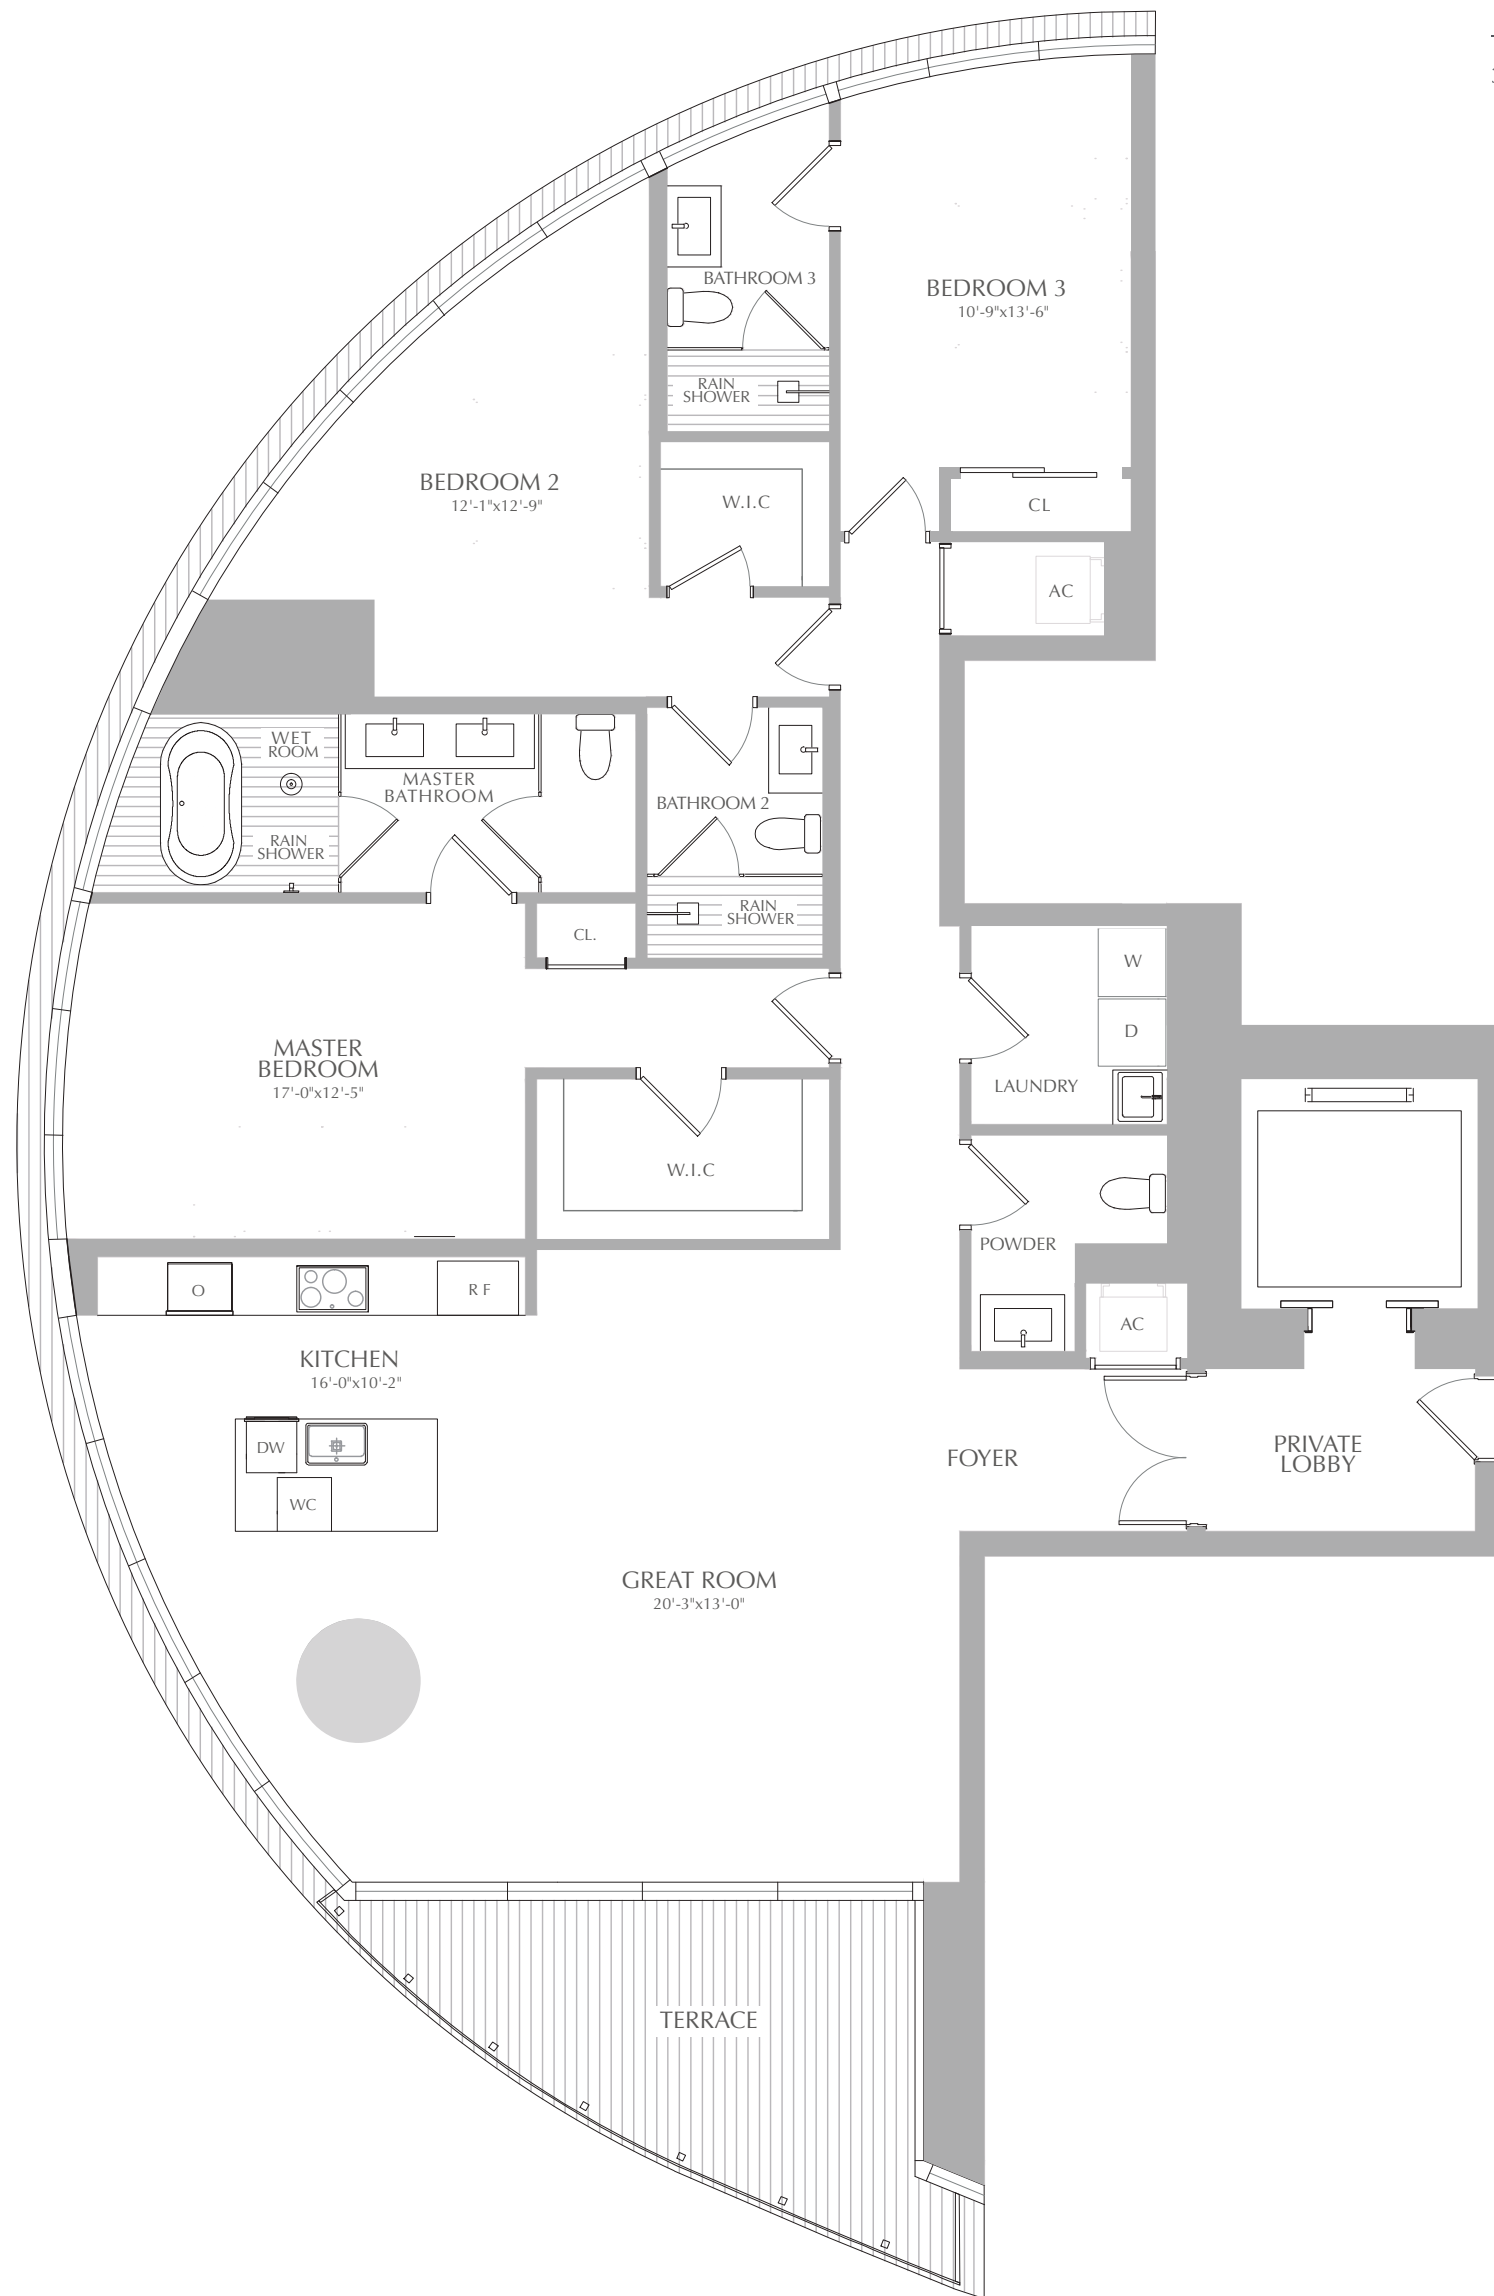 BATHROOM 3
BEDROOM 3
10'-9"x13'-6"
RAIN
SHOWER
BEDROOM 2
12'-1"x12'-9"
W.I.C
CL
AC
WET
ROOM
MASTER
BATHROOM
BATHROOM 2
RAIN
SHOWER
RAIN
SHOWER
CL.
W
D
LAUNDRY
MASTER
BEDROOM
17'-0"x12'-5"
W.I.C
POWDER
O
R F
AC
KITCHEN
16'-0"x10'-2"
DW
WC
FOYER
PRIVATE
LOBBY
GREAT ROOM
20'-3"x13'-0"
TERRACE